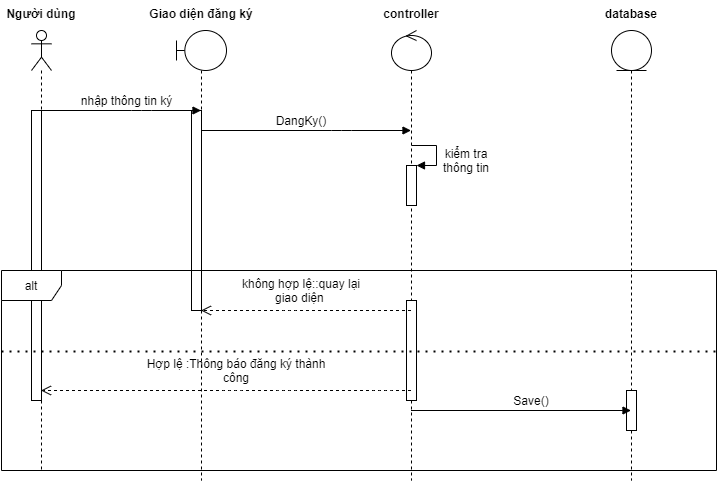 Người dùng
Giao diện đăng ký
controller
database
nhập thông tin ký
DangKy()
kiểm tra
thông tin
alt
không hợp lệ::quay lại
giao diện
Hợp lệ :Thông báo đăng ký thành
công
Save()